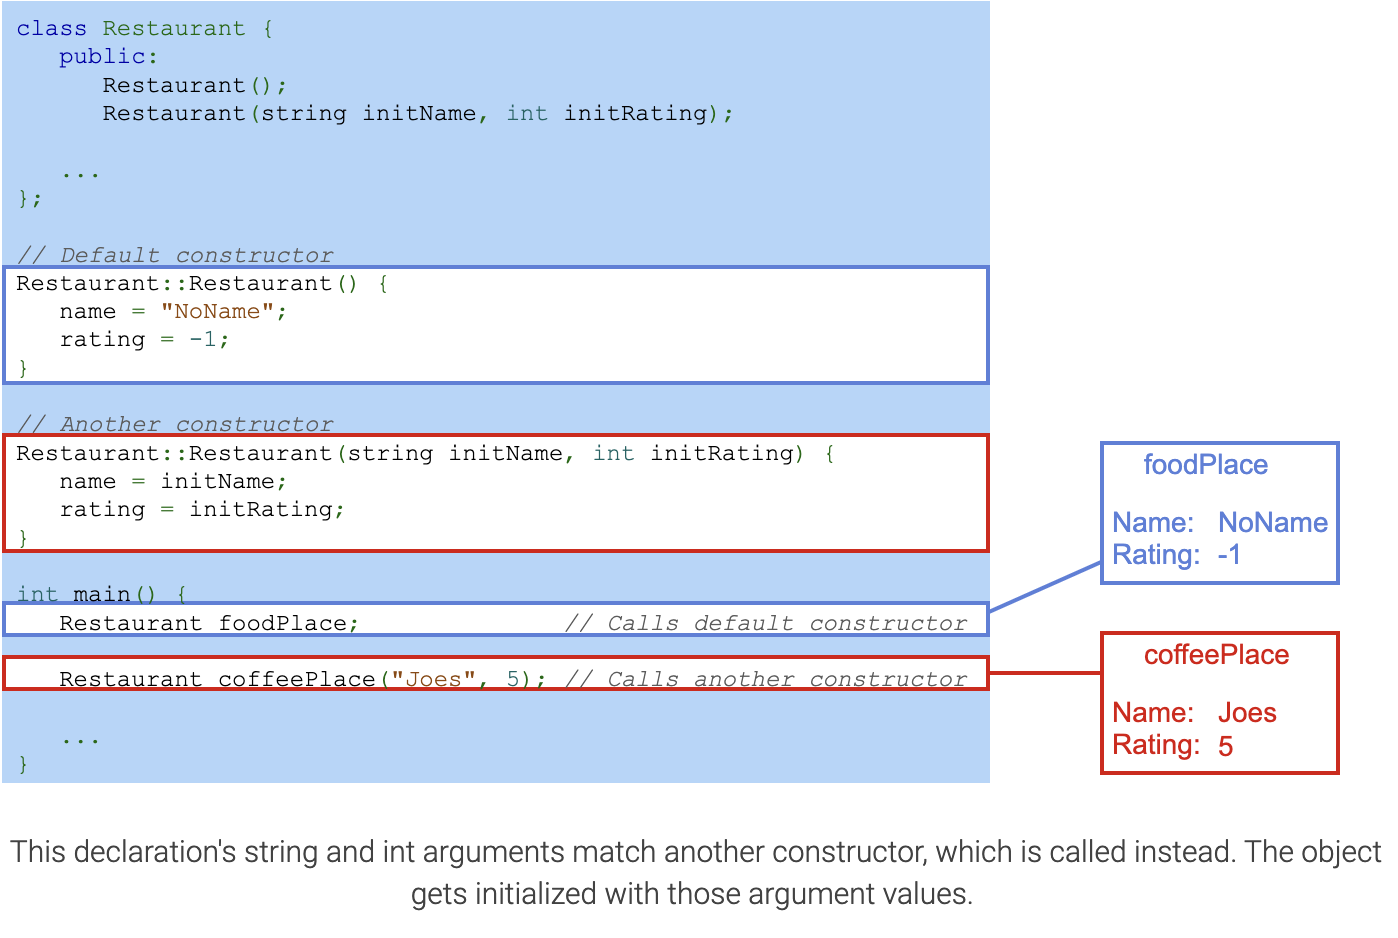 class Restaurant {
   public:
      Restaurant();
      Restaurant(string initName, int initRating);
   ...
};
// Default constructor
Restaurant::Restaurant() {
   name = "NoName";
   rating = -1;
}
// Another constructor
Restaurant::Restaurant(string initName, int initRating) {
   name = initName;
   rating = initRating;
}
int main() {
   Restaurant foodPlace;              // Calls default constructor
   Restaurant coffeePlace("Joes", 5); // Calls another constructor
   ...
}
foodPlace
Name: NoName
Rating: -1
coffeePlace
Name: Joes
Rating: 5
This declaration's string and int arguments match another constructor, which is called instead. The object
gets initialized with those argument values.